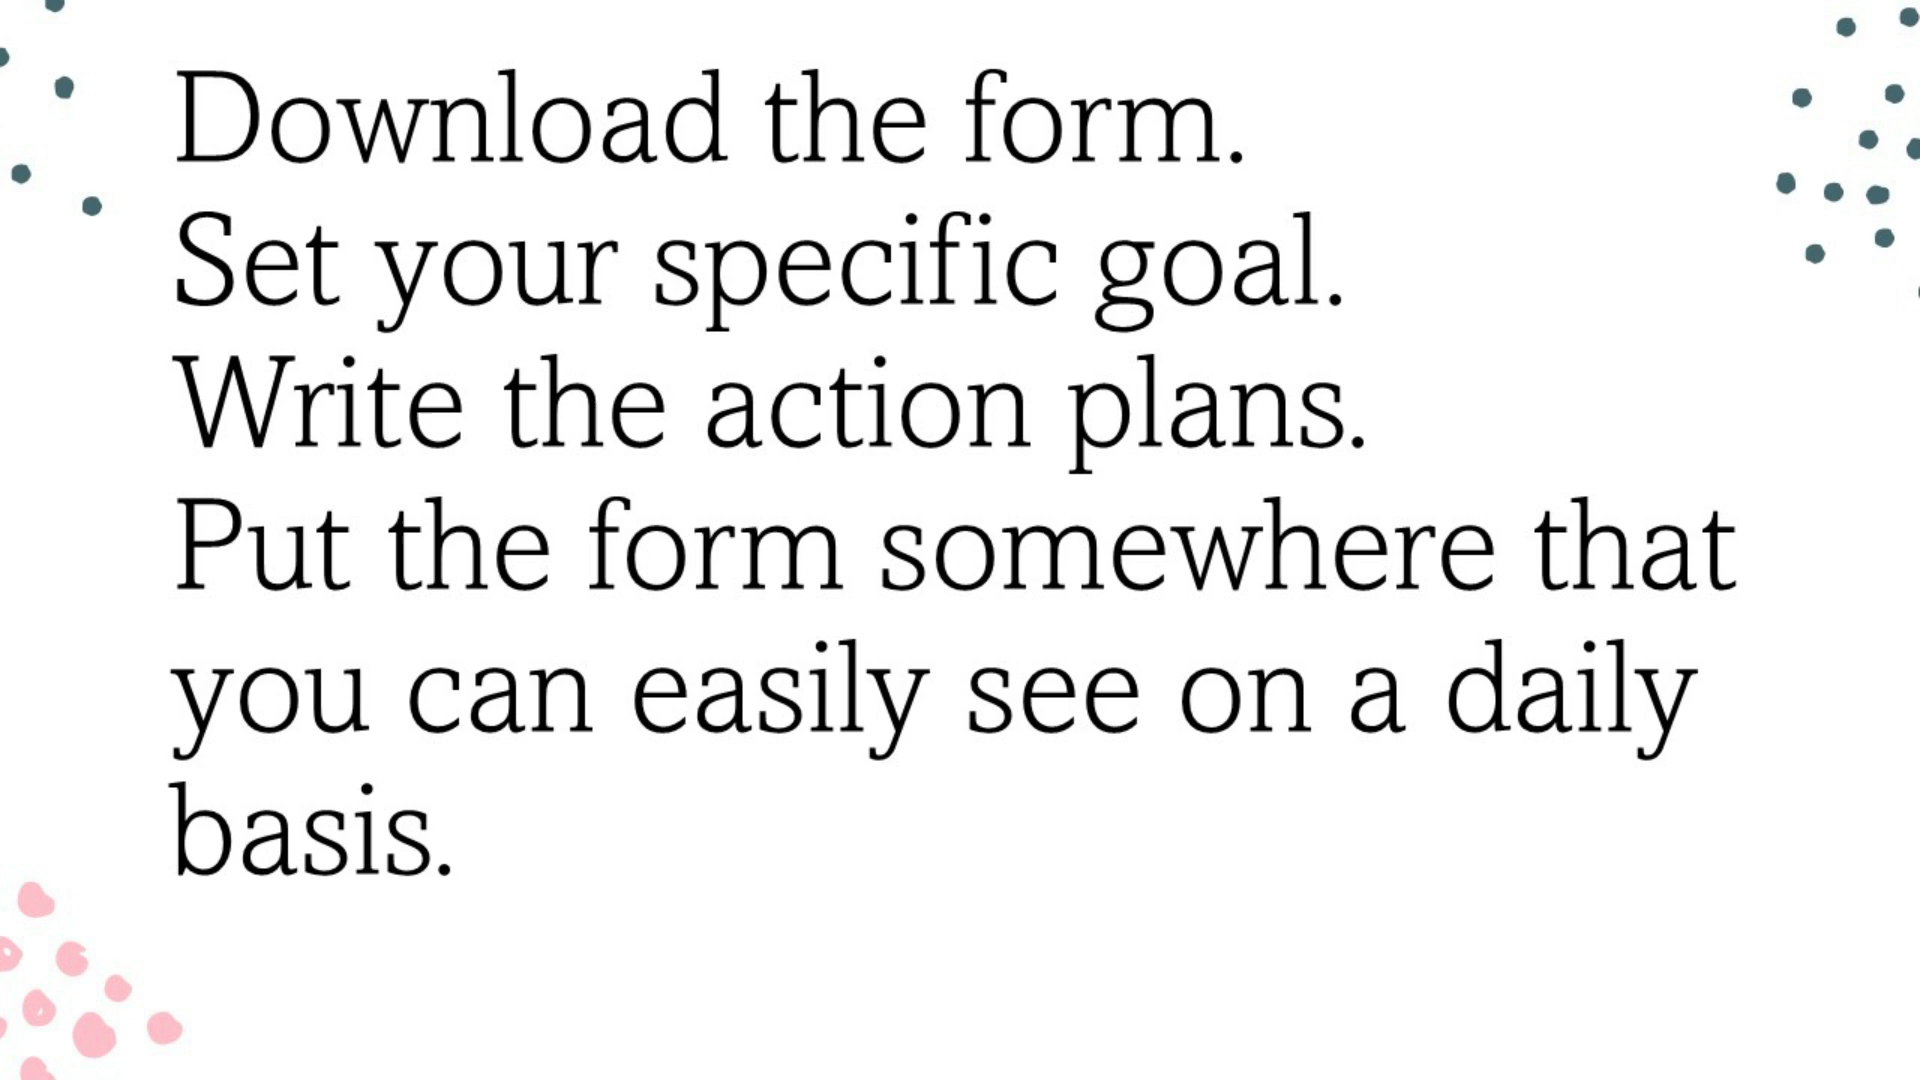 Download the form.
Set your specific goal.
Write the action plans.
Put the form somewhere that
you can easily see on a daily
basis.